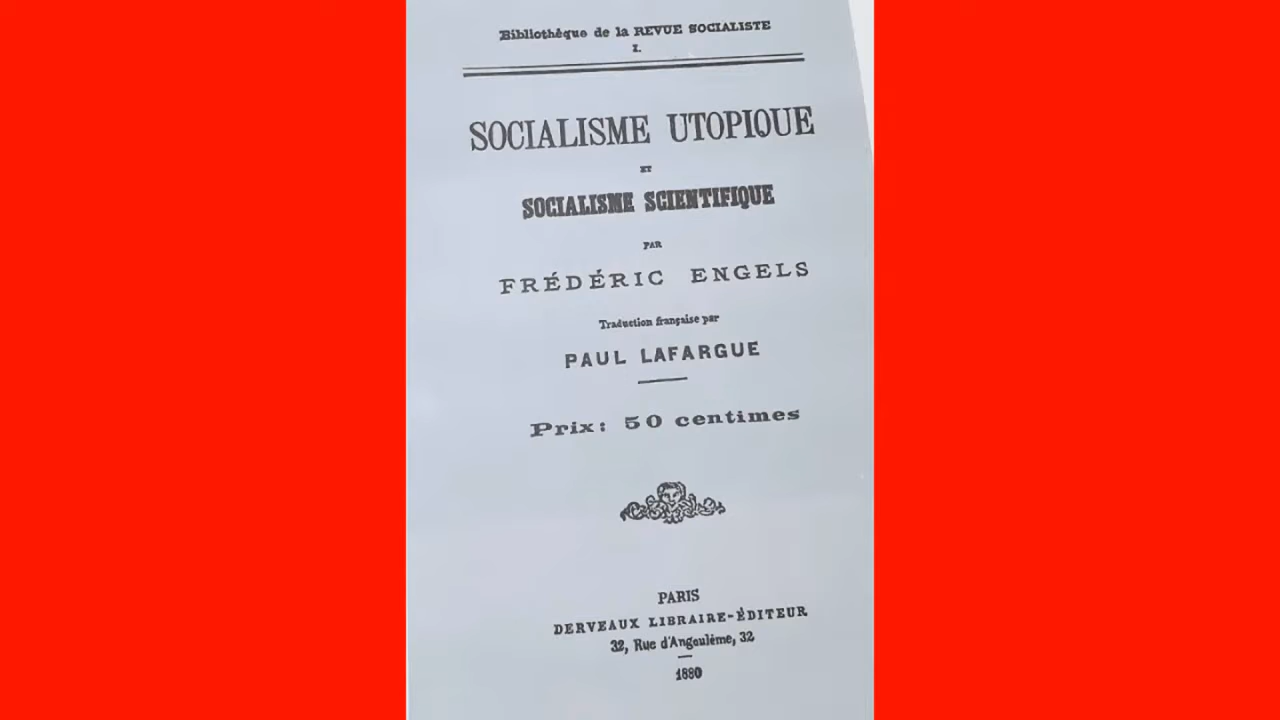 Bibliothèque de la REVUE SOCIALISTE
I.
SOCIALISME UTOPIQUE
ET
SOCIALISME SCIENTIFIQUE
PAR
FRÉDÉRIC ENGELS
Traduction française par
PAUL LAFARGUE
Prix: 50 centimes
PARIS
DERVEAUX LIBRAIRE-ÉDITEUR
32, Rue d'Angoulême, 32
1880